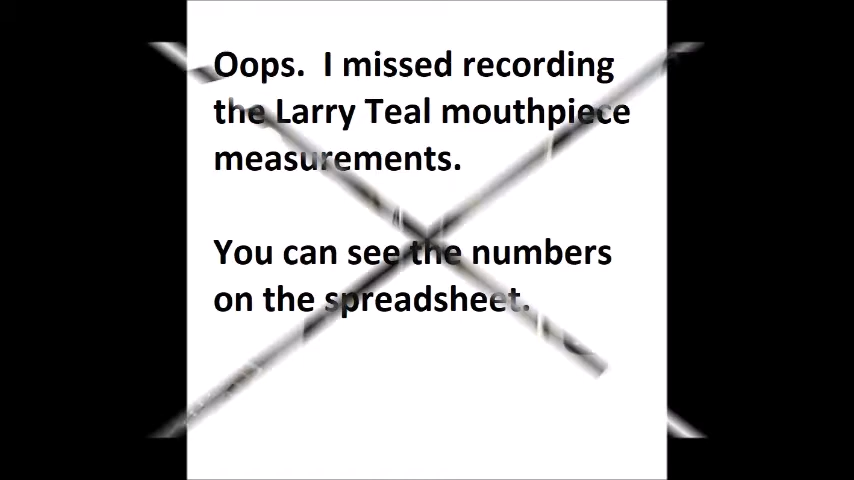 Oops. I missed recording
the Larry Teal mouthpiece
measurements.
You can see the numbers
on the spreadsheet.